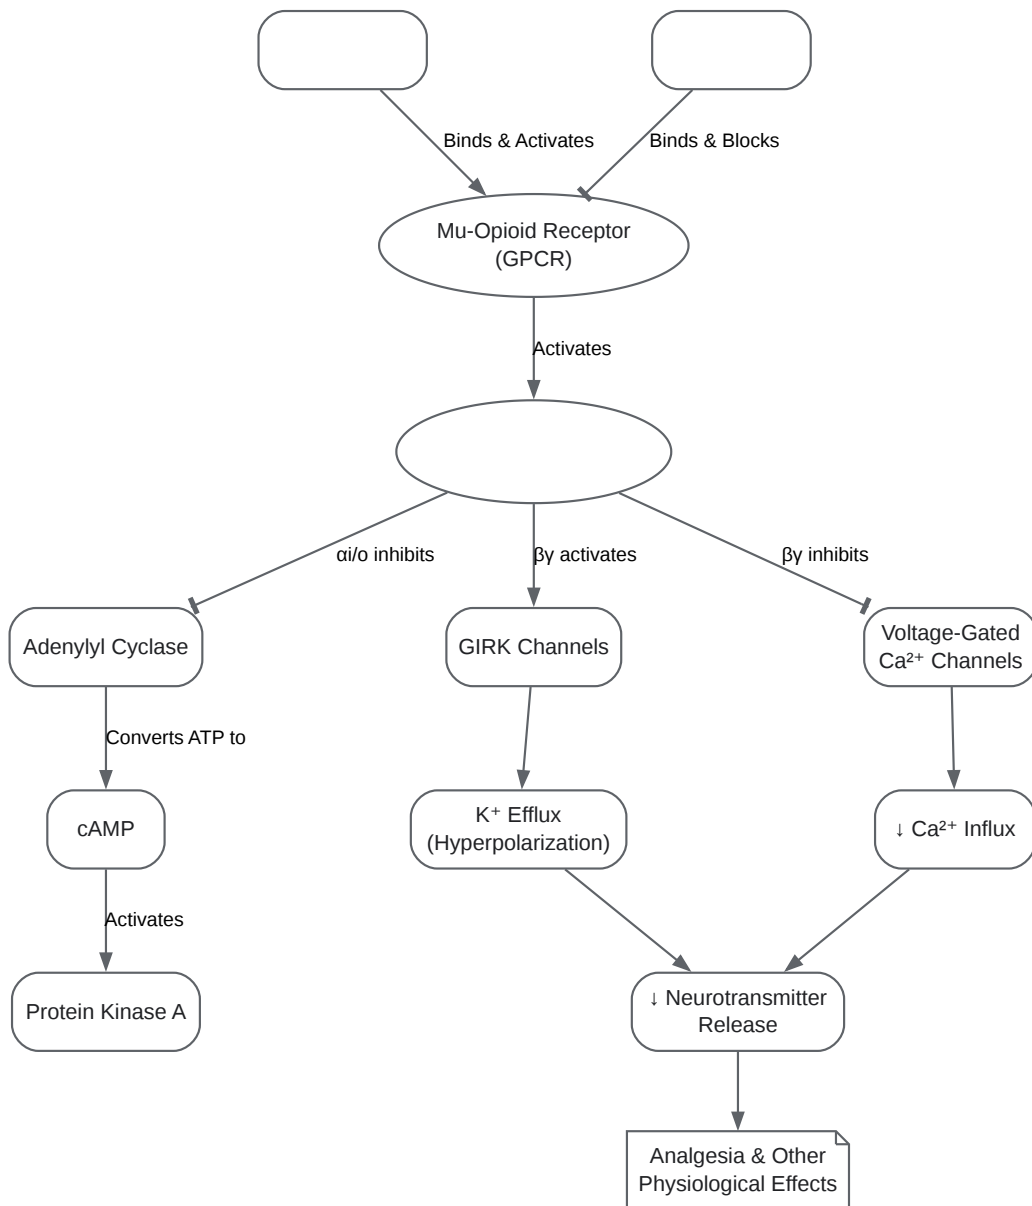 Binds & Activates
Binds & Blocks
Mu-Opioid Receptor
(GPCR)
Activates
αi/o inhibits
βγ activates
βγ inhibits
Adenylyl Cyclase
GIRK Channels
Voltage-Gated
Ca²⁺ Channels
Converts ATP to
cAMP
K⁺ Efflux
(Hyperpolarization)
↓ Ca²⁺ Influx
Activates
Protein Kinase A
↓ Neurotransmitter
Release
Analgesia & Other
Physiological Effects